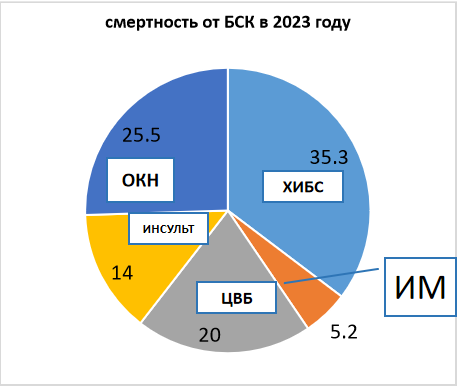 смертность от БСК в 2023 году
25.5
35.3
ОКН
ХИБС
ИНСУЛЬТ
14
ЦВБ
ИМ
20
5.2